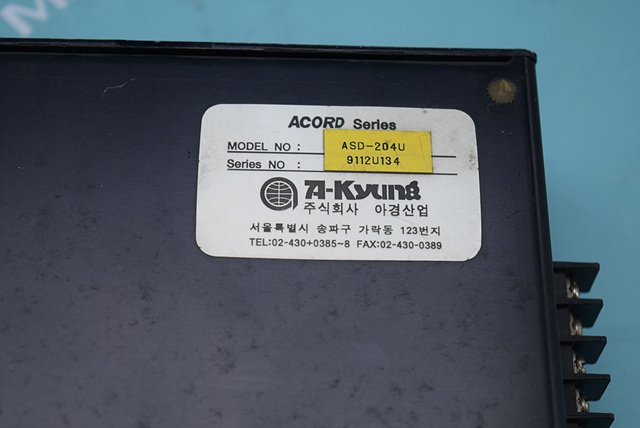 ACORD Series
MODEL NO : ASD-204U
Series NO : 9112U134
A-Kyung
주식회사 아경산업
서울특별시 송파구 가락동 123번지
TEL:02-430+0385~8 FAX:02-430-0389